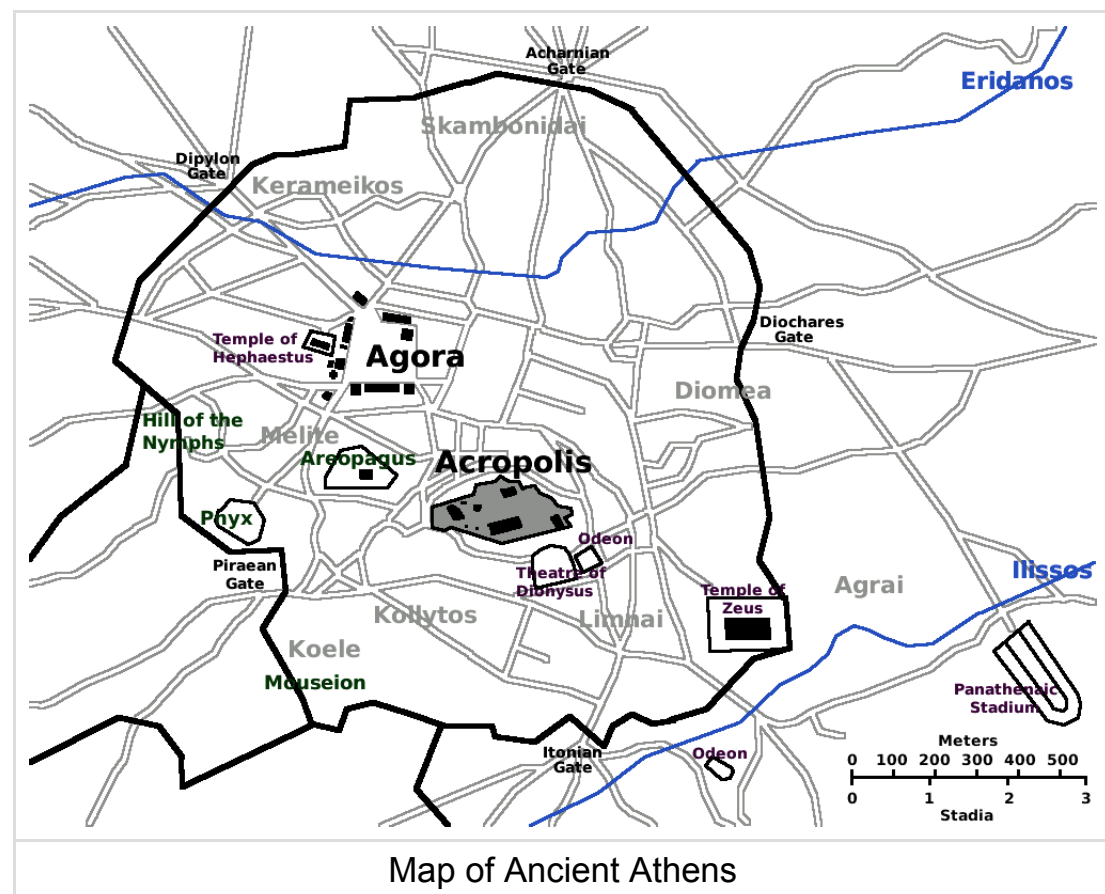 Acharnian
Gate
Eridanos
Skambonidai
Dipylon
Gate
Kerameikos
Temple of
Hephaestus
Agora
Diochares
Gate
Diomea
Hill of the
Nymphs
Melite
Areopagus
Acropolis
Pnyx
Odeon
Piraean
Gate
Theatre of
Dionysus
Ilissos
Agrai
Temple of
Zeus
Kollytos
Limnai
Koele
Mouseion
Panathenaic
Stadium
Itonian
Gate
Odeon
Meters
0 100 200 300 400 500
0 1 2 3
Stadia
Map of Ancient Athens